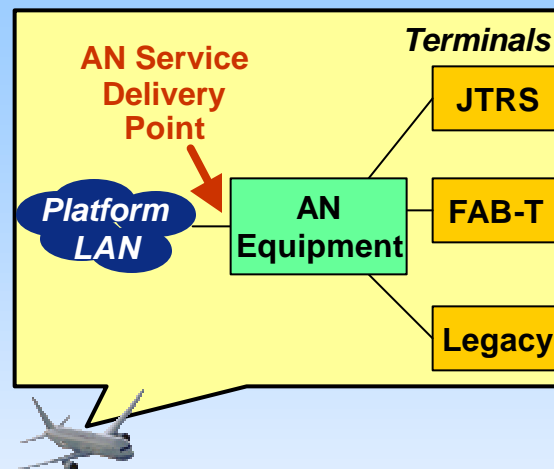 Terminals
AN Service
Delivery
Point
JTRS
Platform
LAN
AN
Equipment
FAB-T
Legacy